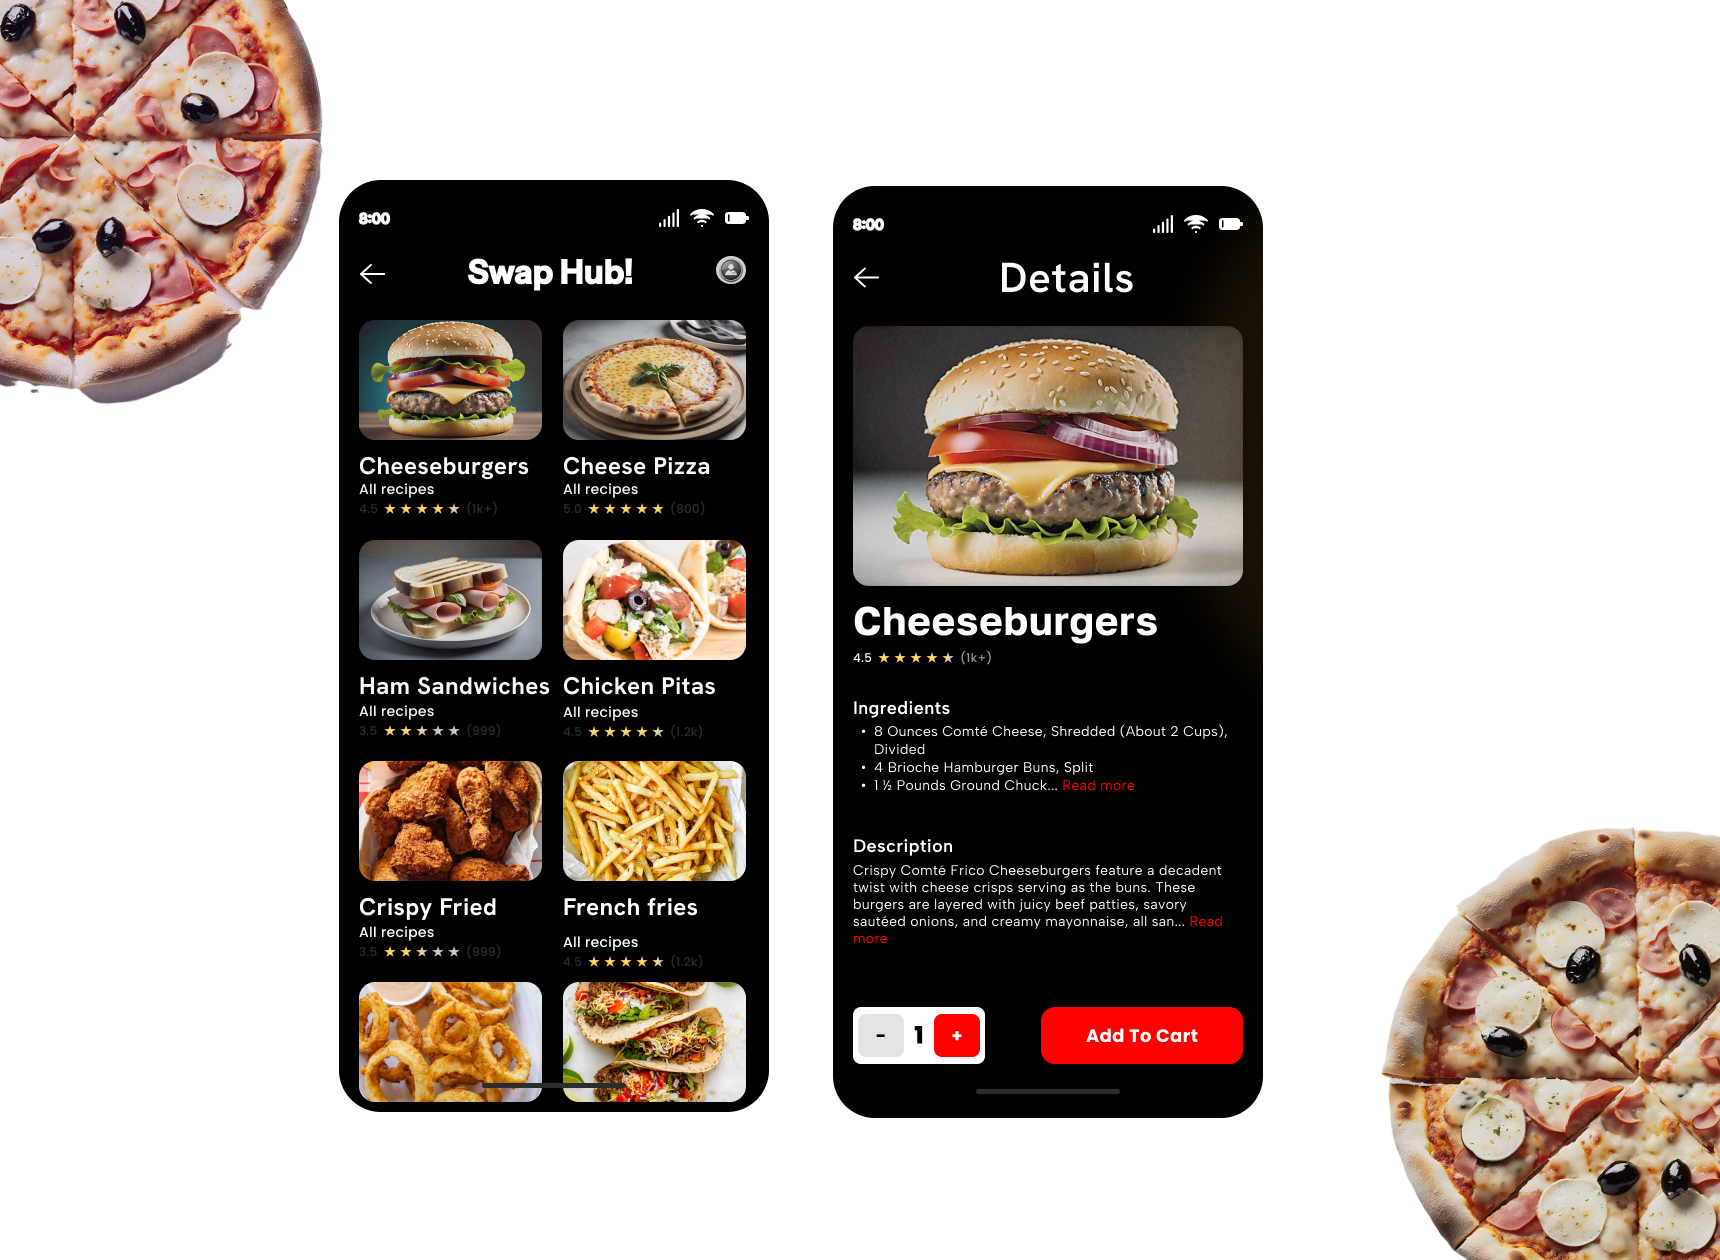 8:00
Swap Hub!
Cheeseburgers
All recipes
4.5 (1k+)
Cheese Pizza
All recipes
5.0 (800)
Ham Sandwiches
All recipes
3.5 (999)
Chicken Pitas
All recipes
4.5 (1.2k)
Crispy Fried
All recipes
3.5 (999)
French fries
All recipes
4.5 (1.2k)
8:00
Details
Cheeseburgers
4.5 (1k+)
Ingredients
• 8 Ounces Comté Cheese, Shredded (About 2 Cups),
Divided
• 4 Brioche Hamburger Buns, Split
• 1 ½ Pounds Ground Chuck... Read more
Description
Crispy Comté Frico Cheeseburgers feature a decadent
twist with cheese crisps serving as the buns. These
burgers are layered with juicy beef patties, savory
sautéed onions, and creamy mayonnaise, all san... Read
more
- 1 +
Add To Cart